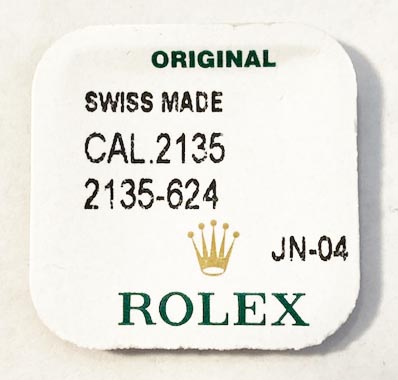 ORIGINAL
SWISS MADE
CAL.2135
2135-624
JN-04
ROLEX